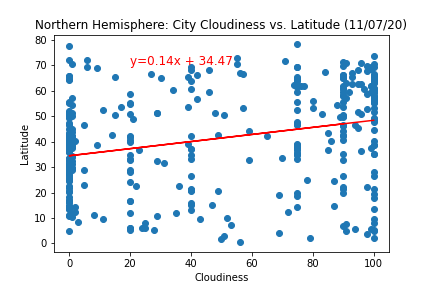 Northern Hemisphere: City Cloudiness vs. Latitude (11/07/20)
80
70
60
50
40
30
20
10
0
Latitude
y=0.14x + 34.47
0 20 40 60 80 100
Cloudiness